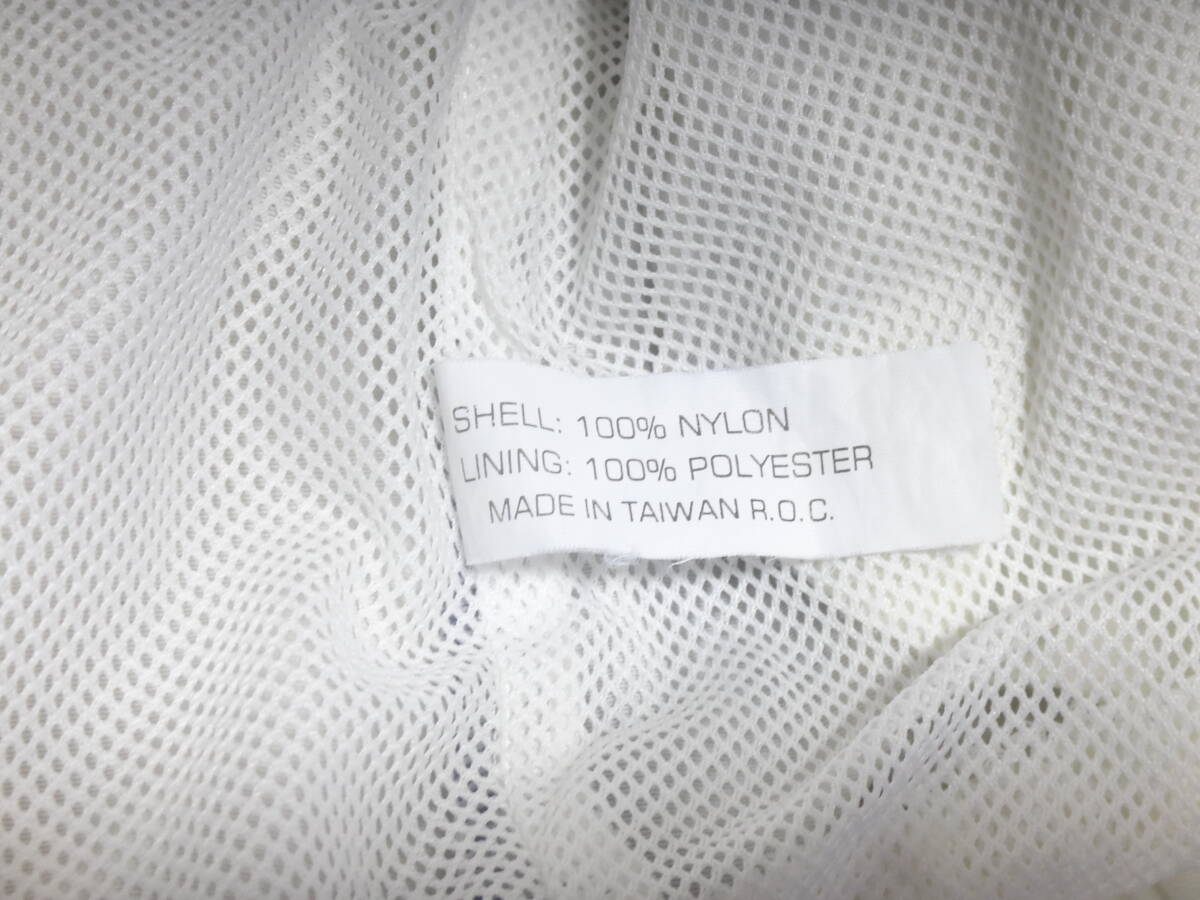 SHELL: 100% NYLON
LINING: 100% POLYESTER
MADE IN TAIWAN R.O.C.